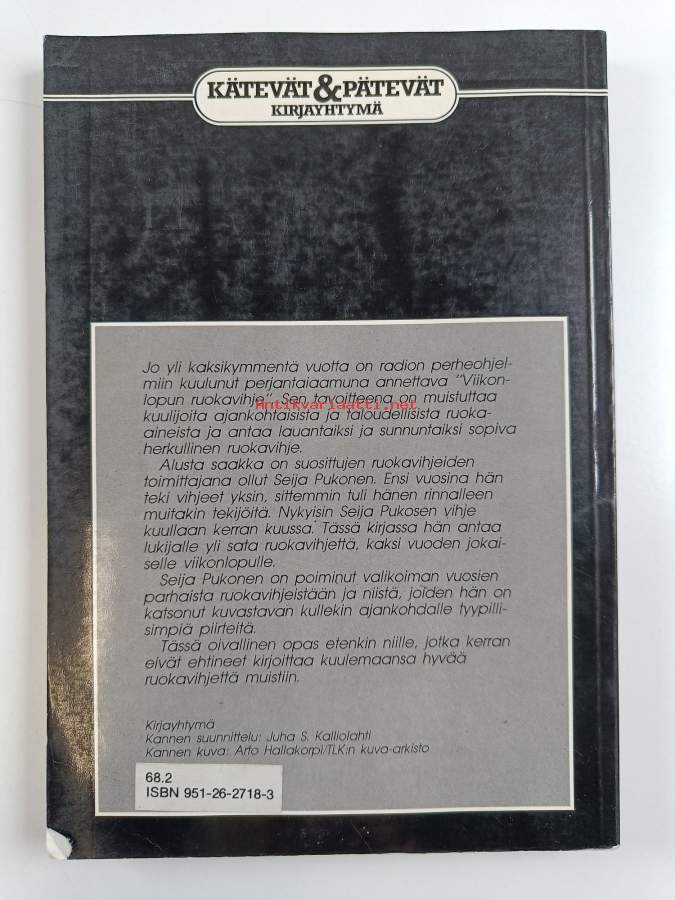 KÄTEVÄT & PÄTEVÄT
KIRJAYHTYMÄ
Jo yli kaksikymmentä vuotta on radion perheohjel-
miin kuulunut perjantaiaamuna annettava "Viikon-
lopun ruokavihje". Sen tavoitteena on muistuttaa
Antikvariaatti.net
kuulijoita ajankohtaisista ja taloudellisista ruoka-
aineista ja antaa lauantaiksi ja sunnuntaiksi sopiva
herkullinen ruokavihje.
Alusta saakka on suosittujen ruokavihjeiden
toimittajana ollut Seija Pukonen. Ensi vuosina hän
teki vihjeet yksin, sittemmin tuli hänen rinnalleen
muitakin tekijöitä. Nykyisin Seija Pukosen vihje
kuullaan kerran kuussa. Tässä kirjassa hän antaa
lukijalle yli sata ruokavihjettä, kaksi vuoden jokai-
selle viikonlopulle.
Seija Pukonen on poiminut valikoiman vuosien
parhaista ruokavihjeistään ja niistä, joiden hän on
katsonut kuvastavan kullekin ajankohdalle tyypilli-
simpiä piirteitä.
Tässä oivallinen opas etenkin niille, jotka kerran
eivät ehtineet kirjoittaa kuulemaansa hyvää
ruokavihjettä muistiin.
Kirjayhtymä
Kannen suunnittelu: Juha S. Kalliolahti
Kannen kuva: Arto Hallakorpi/TLK:n kuva-arkisto
68.2
ISBN 951-26-2718-3